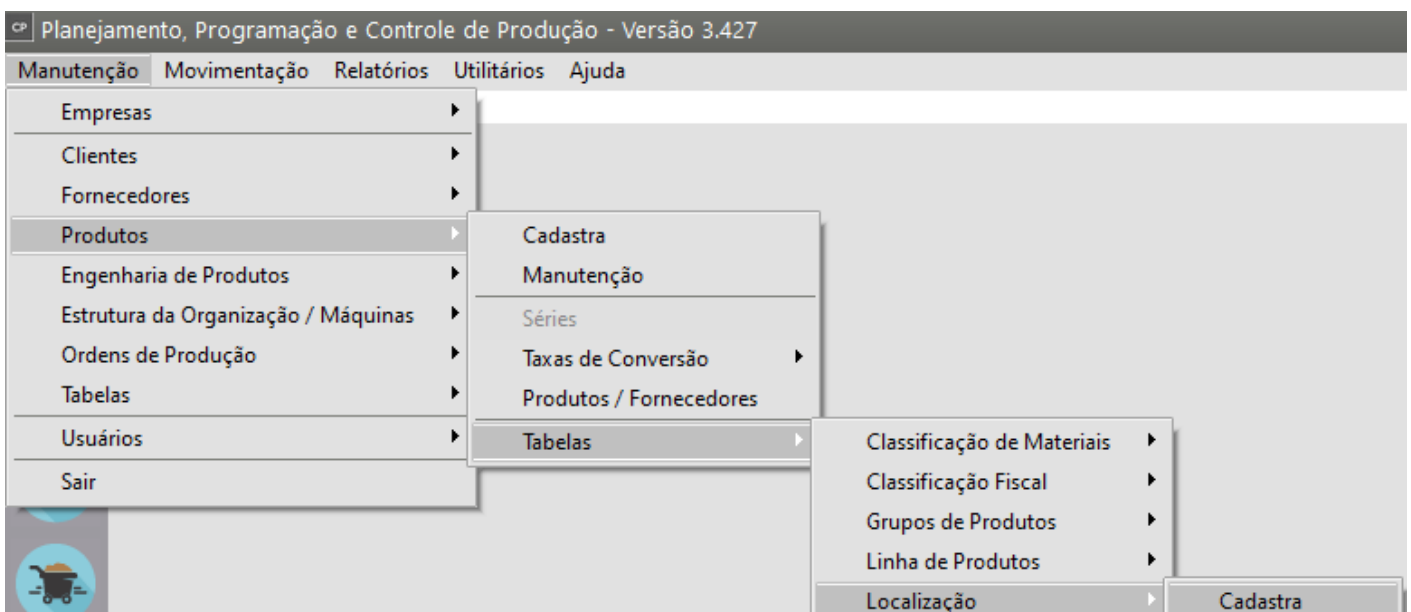 CP Planejamento, Programação e Controle de Produção - Versão 3.427
Manutenção Movimentação Relatórios Utilitários Ajuda
Empresas
Clientes
Fornecedores
Produtos
Engenharia de Produtos
Estrutura da Organização / Máquinas
Ordens de Produção
Tabelas
Usuários
Sair
Cadastra
Manutenção
Séries
Taxas de Conversão
Produtos / Fornecedores
Tabelas
Classificação de Materiais
Classificação Fiscal
Grupos de Produtos
Linha de Produtos
Localização
Cadastra